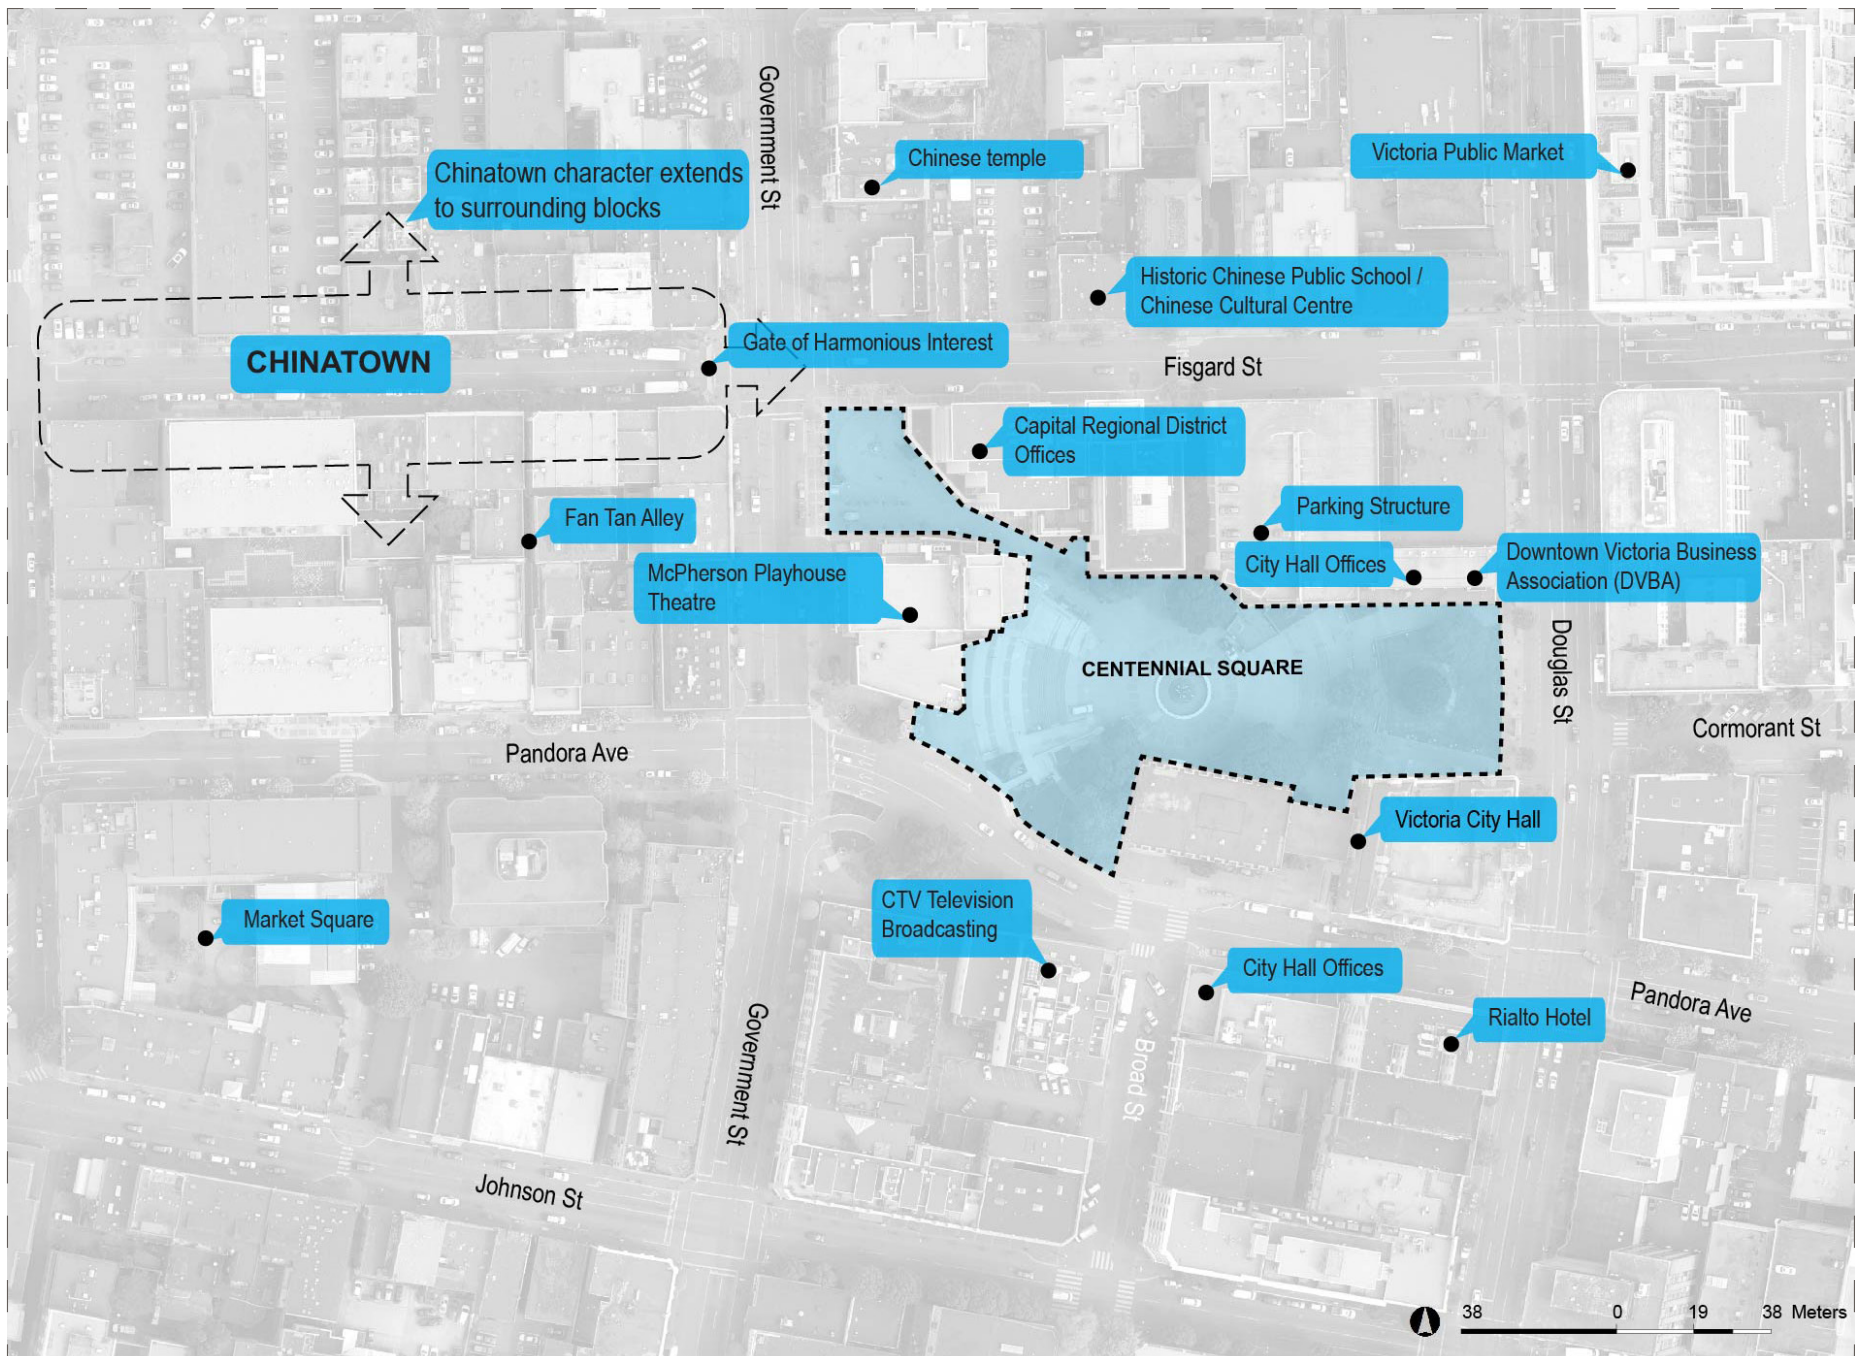 Government St
Chinese temple
Victoria Public Market
Chinatown character extends
to surrounding blocks
Historic Chinese Public School /
Chinese Cultural Centre
Gate of Harmonious Interest
CHINATOWN
Fisgard St
Capital Regional District
Offices
Fan Tan Alley
Parking Structure
McPherson Playhouse
Theatre
City Hall Offices
Downtown Victoria Business
Association (DVBA)
CENTENNIAL SQUARE
Douglas St
Cormorant St
Pandora Ave
Victoria City Hall
CTV Television
Broadcasting
Market Square
City Hall Offices
Pandora Ave
Rialto Hotel
Government St
Broad St
Johnson St
38 0 19 38 Meters